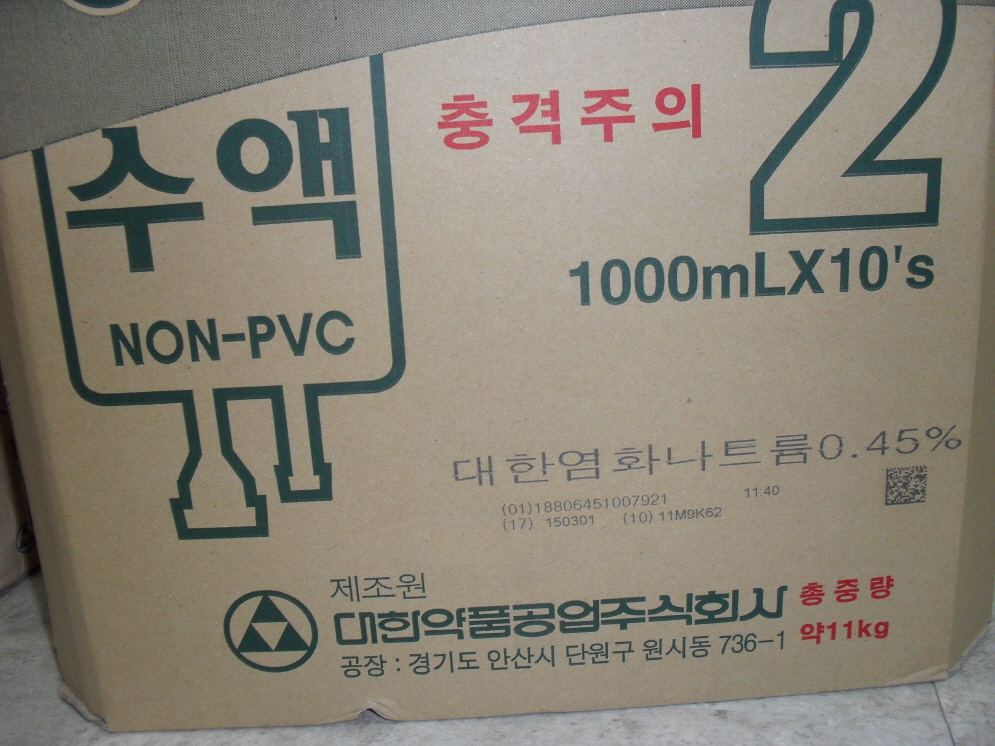 2
충격주의
수액
1000mLX10's
NON-PVC
대한염화나트륨0.45%
(01)18806451007921
11:40
(17) 150301 (10) 11M9K62
제조원
대한약품공업주식회사
총중량
약11kg
공장 : 경기도 안산시 단원구 원시동 736-1